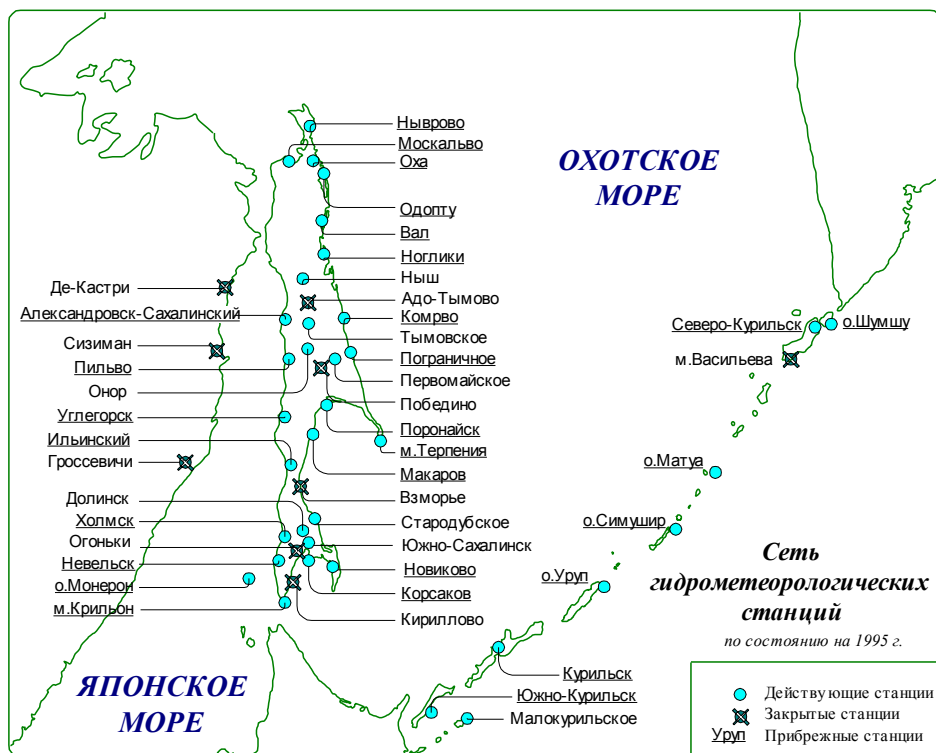 Ныврово
Москальво
Оха
ОХОТСКОЕ
МОРЕ
Одопту
Вал
Ноглики
Ныш
Де-Кастри
Адо-Тымово
Александровск-Сахалинский
Комрво
Северо-Курильск
о.Шумшу
Тымовское
Сизиман
Пограничное
м.Васильева
Пильво
Первомайское
Онор
Победино
Углегорск
Поронайск
Ильинский
м.Терпения
Гроссевичи
Макаров
о.Матуа
Долинск
Взморье
Холмск
Стародубское
о.Симушир
Огоньки
Южно-Сахалинск
Невельск
Новиково
о.Монерон
Корсаков
о.Уруп
м.Крильон
Кириллово
Сеть
гидрометеорологических
станций
по состоянию на 1995 г.
ЯПОНСКОЕ
МОРЕ
Курильск
Южно-Курильск
Малокурильское
Действующие станции
Закрытые станции
Уруп Прибрежные станции